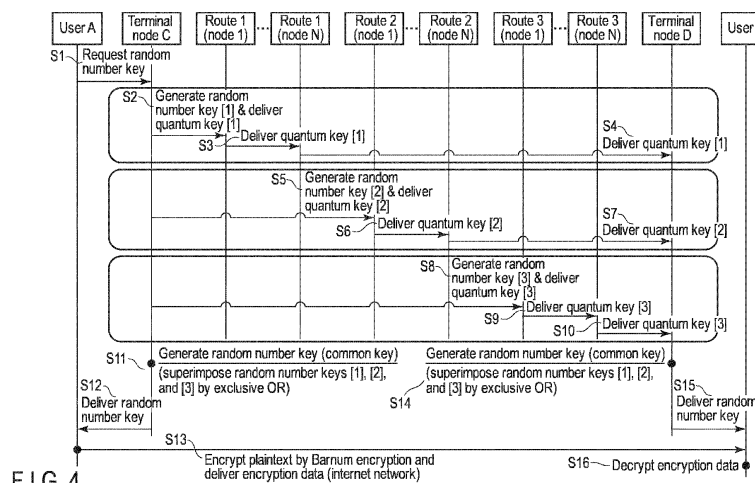 User A
Terminal
node C
Route 1
(node 1)
Route 1
(node N)
Route 2
(node 1)
Route 2
(node N)
Route 3
(node 1)
Route 3
(node N)
Terminal
node D
User
S1
Request random
number key
S2
Generate random
number key [1] & deliver
quantum key [1]
S3
Deliver quantum key [1]
S4
Deliver quantum key [1]
S5
Generate random
number key [2] & deliver
quantum key [2]
S6
Deliver quantum key [2]
S7
Deliver quantum key [2]
S8
Generate random
number key [3] & deliver
quantum key [3]
S9
Deliver quantum key [3]
S10
Deliver quantum key [3]
S11
Generate random number key (common key)
(superimpose random number keys [1], [2],
and [3] by exclusive OR)
Generate random number key (common key)
(superimpose random number keys [1], [2],
and [3] by exclusive OR)
S14
S12
Deliver random
number key
S15
Deliver random
number key
S13
Encrypt plaintext by Barnum encryption and
deliver encryption data (internet network)
S16
Decrypt encryption data
FIG. 4